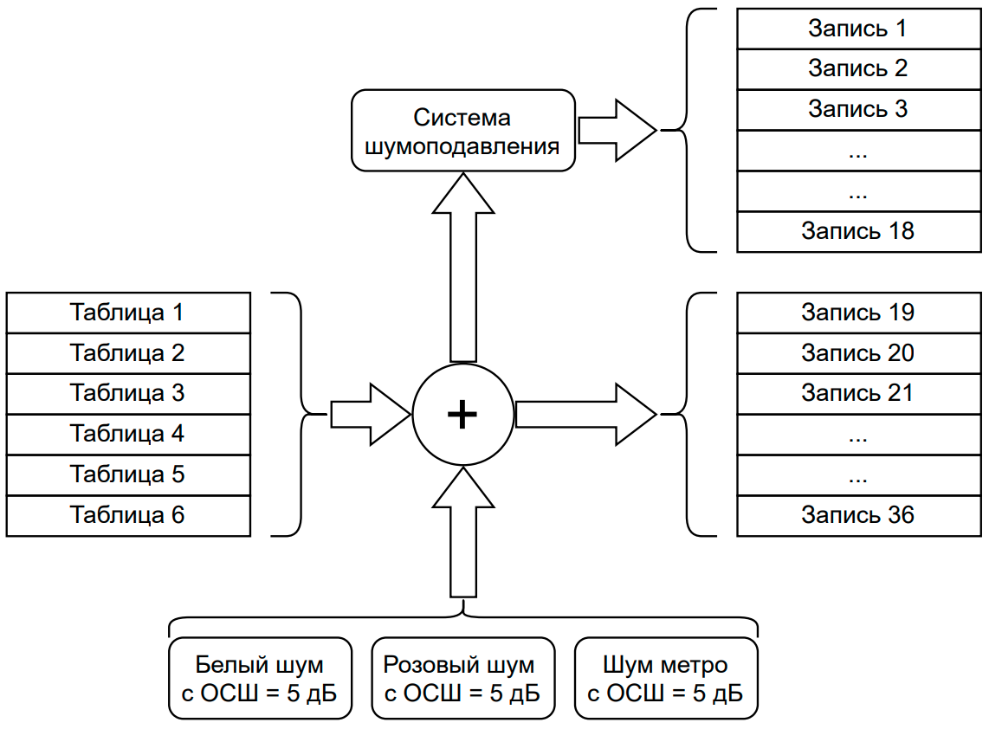 Запись 1
Запись 2
Запись 3
...
...
Запись 18
Система
шумоподавления
Таблица 1
Таблица 2
Таблица 3
Таблица 4
Таблица 5
Таблица 6
+
Запись 19
Запись 20
Запись 21
...
...
Запись 36
Белый шум
с ОСШ = 5 дБ
Розовый шум
с ОСШ = 5 дБ
Шум метро
с ОСШ = 5 дБ